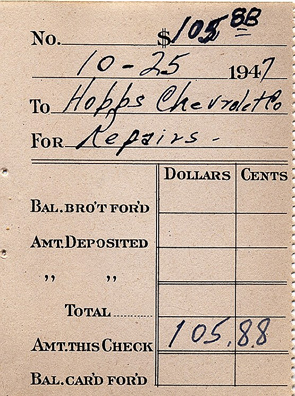 No. $105 88
10-25 1947
To Hopps Chevrolet Co
For Repairs-
Dollars Cents
Bal. bro't for'd
Amt. Deposited
" "
Total
Amt. this Check 105.88
Bal. car'd for'd